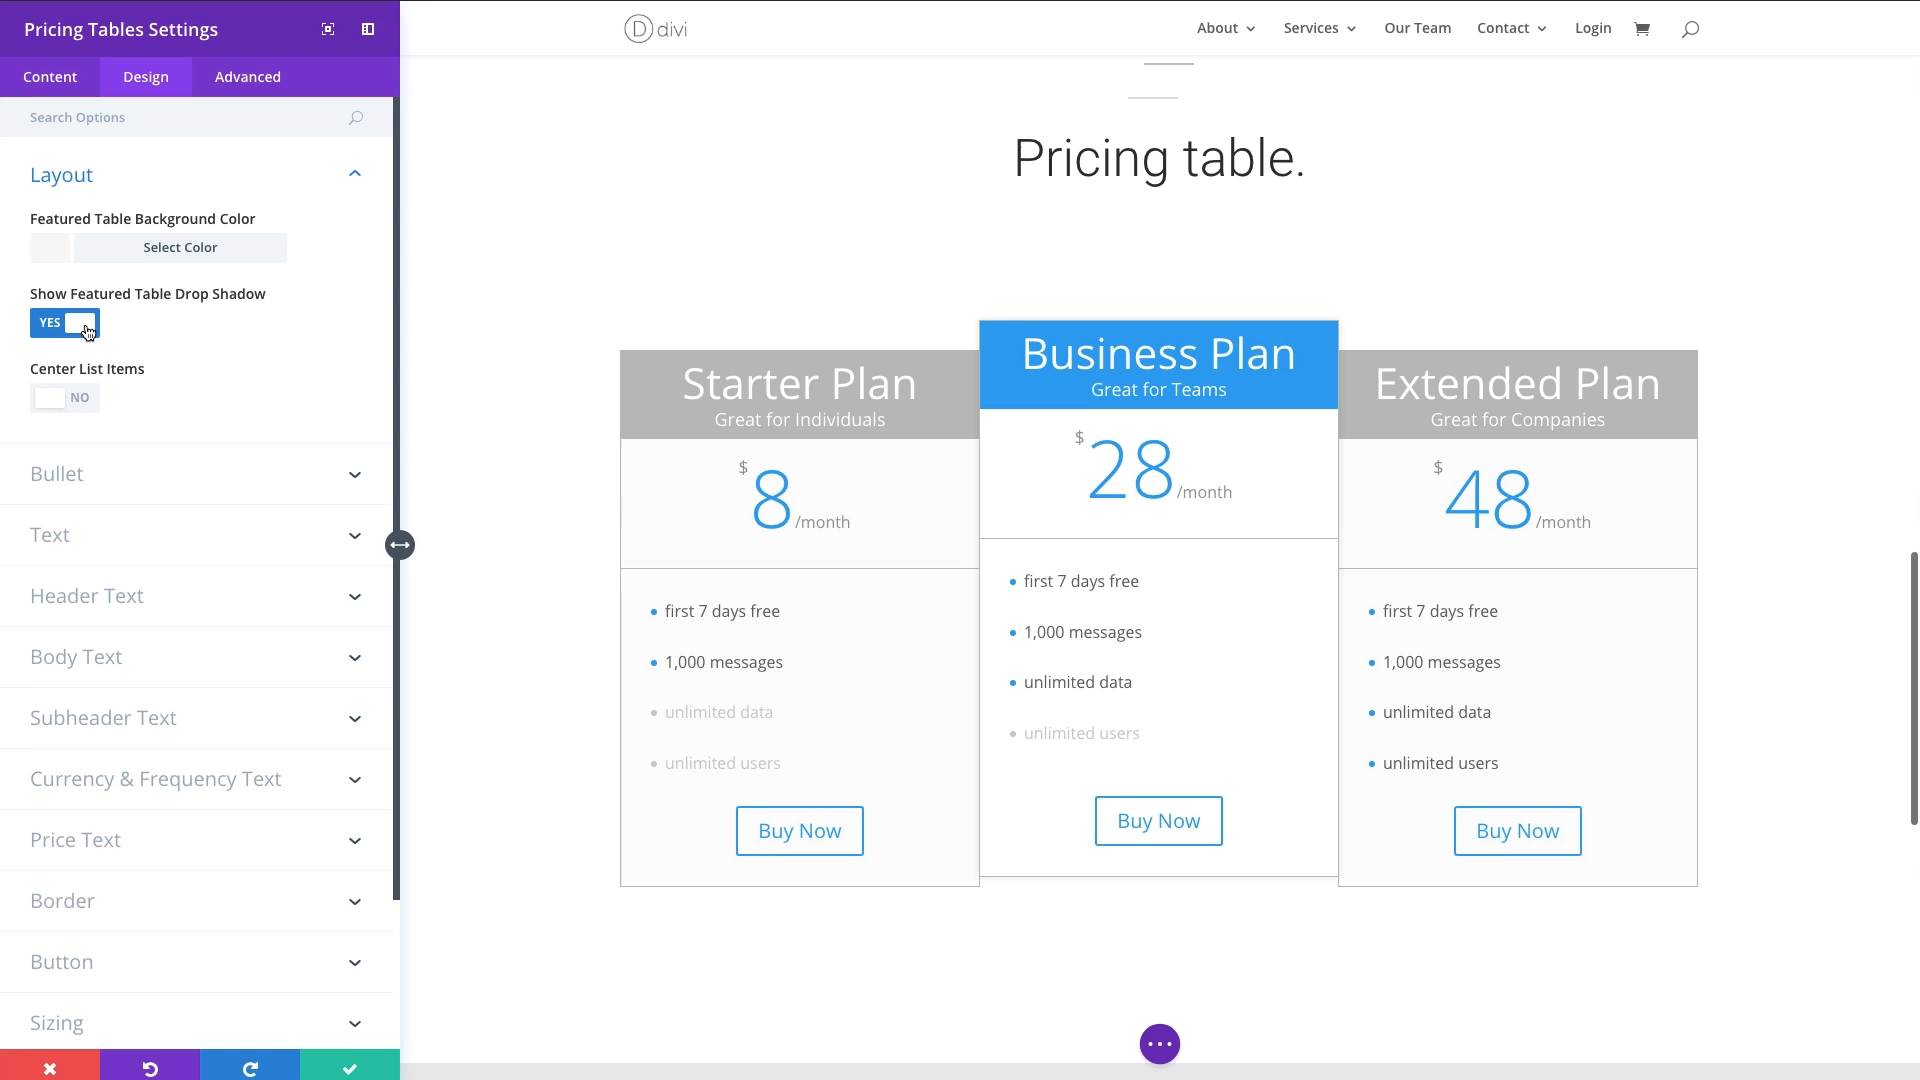 Pricing Tables Settings
Content
Design
Advanced
Search Options
Layout
Featured Table Background Color
Select Color
Show Featured Table Drop Shadow
YES
Center List Items
NO
Bullet
Text
Header Text
Body Text
Subheader Text
Currency & Frequency Text
Price Text
Border
Button
Sizing
D divi
About
Services
Our Team
Contact
Login
Pricing table.
Starter Plan
Great for Individuals
$
8
/month
first 7 days free
1,000 messages
unlimited data
unlimited users
Buy Now
Business Plan
Great for Teams
$
28
/month
first 7 days free
1,000 messages
unlimited data
unlimited users
Buy Now
Extended Plan
Great for Companies
$
48
/month
first 7 days free
1,000 messages
unlimited data
unlimited users
Buy Now